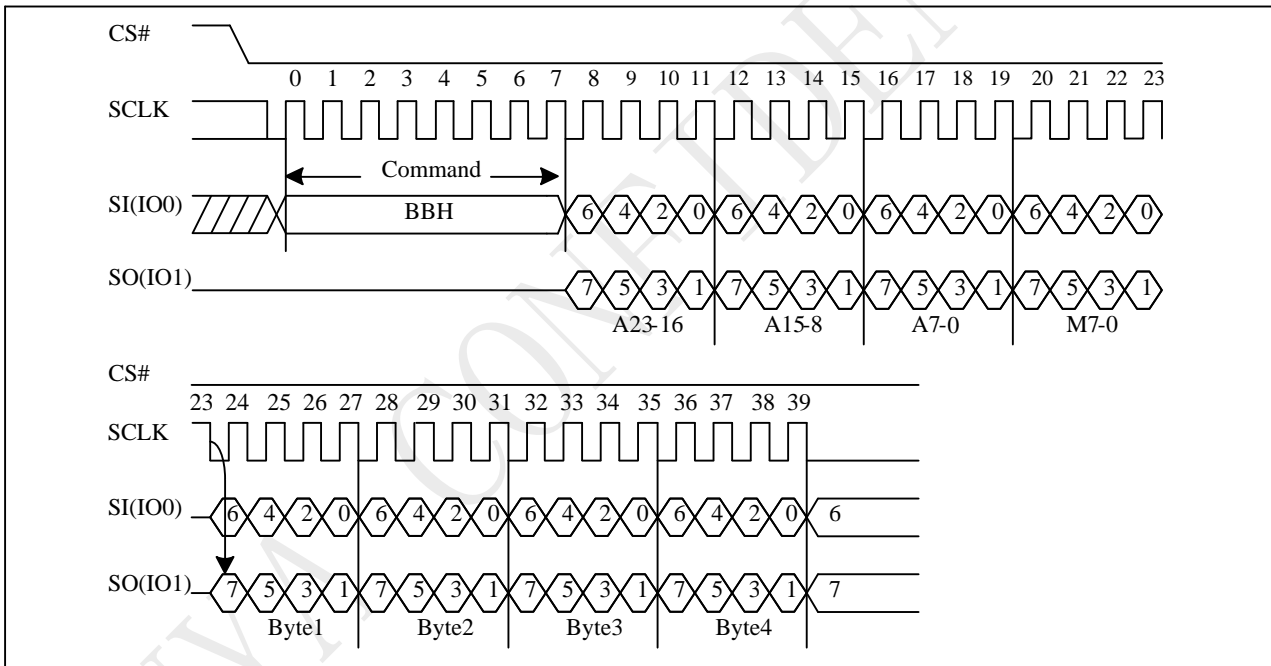 CS#
0 1 2 3 4 5 6 7 8 9 10 11 12 13 14 15 16 17 18 19 20 21 22 23
SCLK
Command
SI(IO0) BBH 6 4 2 0 6 4 2 0 6 4 2 0 6 4 2 0
SO(IO1) 7 5 3 1 7 5 3 1 7 5 3 1 7 5 3 1
A23-16 A15-8 A7-0 M7-0
CS#
23 24 25 26 27 28 29 30 31 32 33 34 35 36 37 38 39
SCLK
SI(IO0) 6 4 2 0 6 4 2 0 6 4 2 0 6 4 2 0 6
SO(IO1) 7 5 3 1 7 5 3 1 7 5 3 1 7 5 3 1 7
Byte1 Byte2 Byte3 Byte4